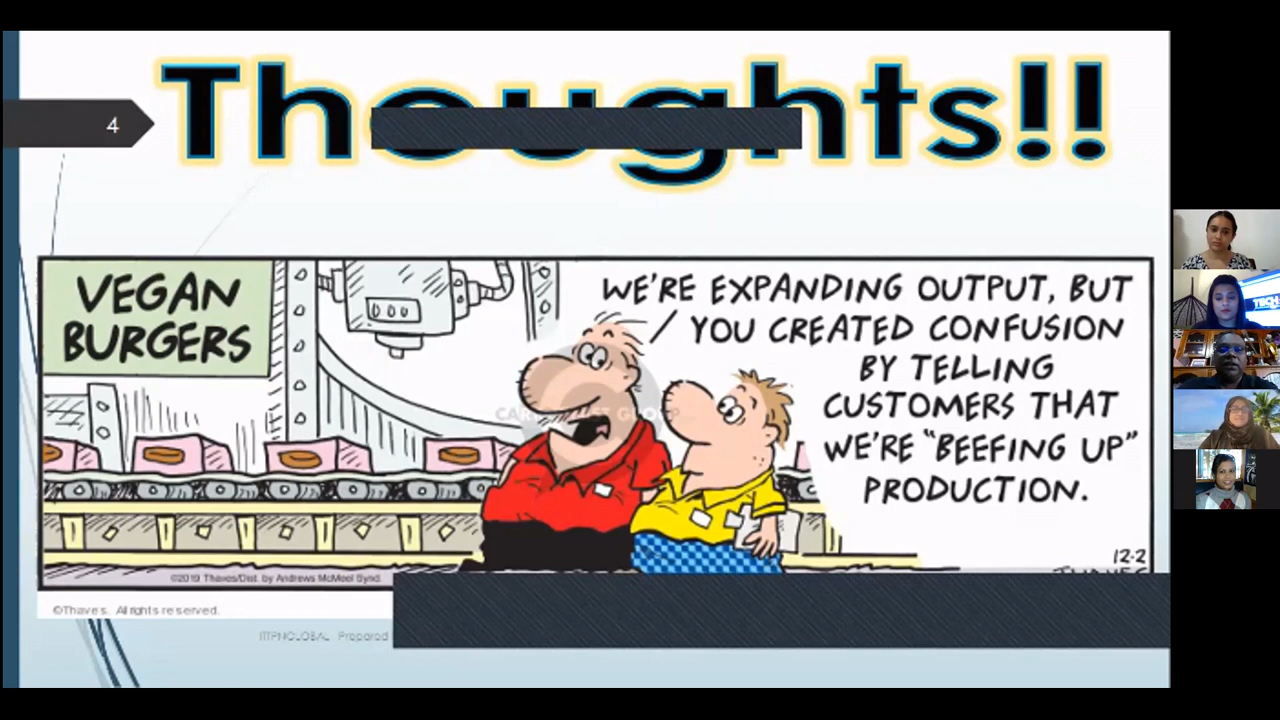 Thoughts!!
4
VEGAN
BURGERS
WE'RE EXPANDING OUTPUT, BUT
YOU CREATED CONFUSION
BY TELLING
CUSTOMERS THAT
WE'RE "BEEFING UP"
PRODUCTION.
12-2
©2019 Thaves/Dist. by Andrews McMeel Synd.
©Thaves. All rights reserved.
Prepared
TECH